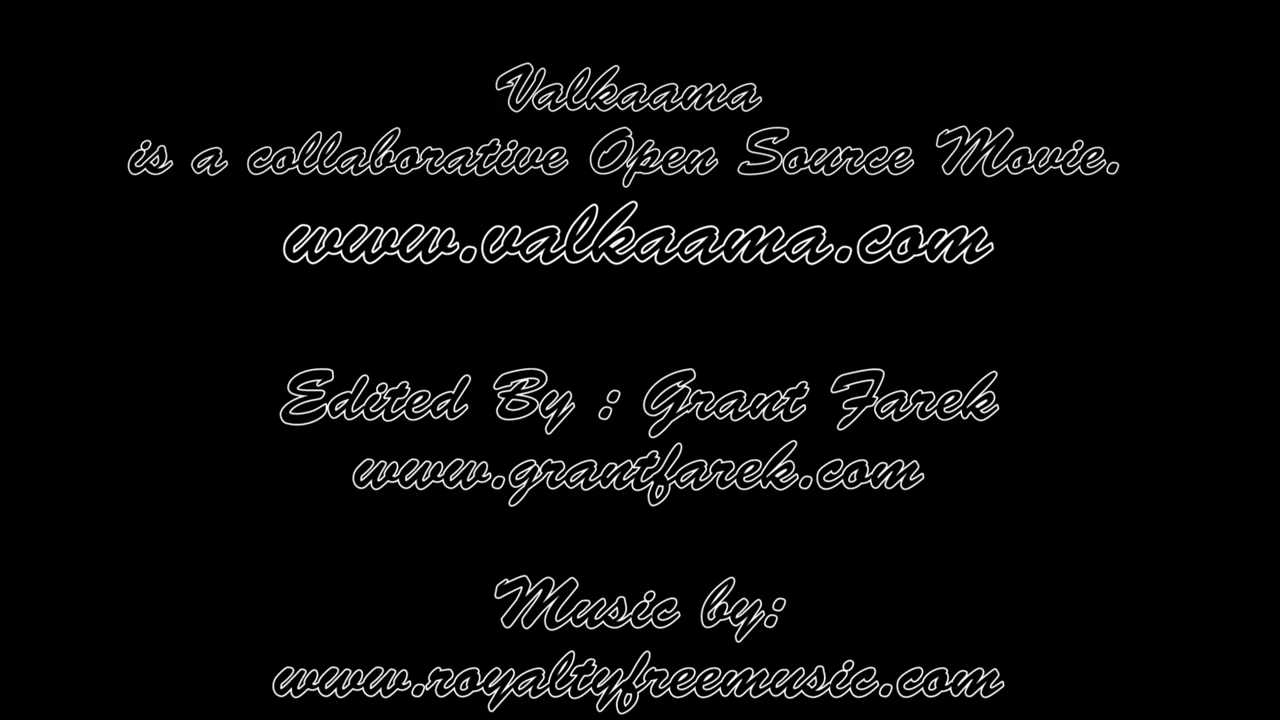 Valkaama
is a collaborative Open Source Movie.
www.valkaama.com
Edited By : Grant Farek
www.grantfarek.com
Music by:
www.royaltyfreemusic.com